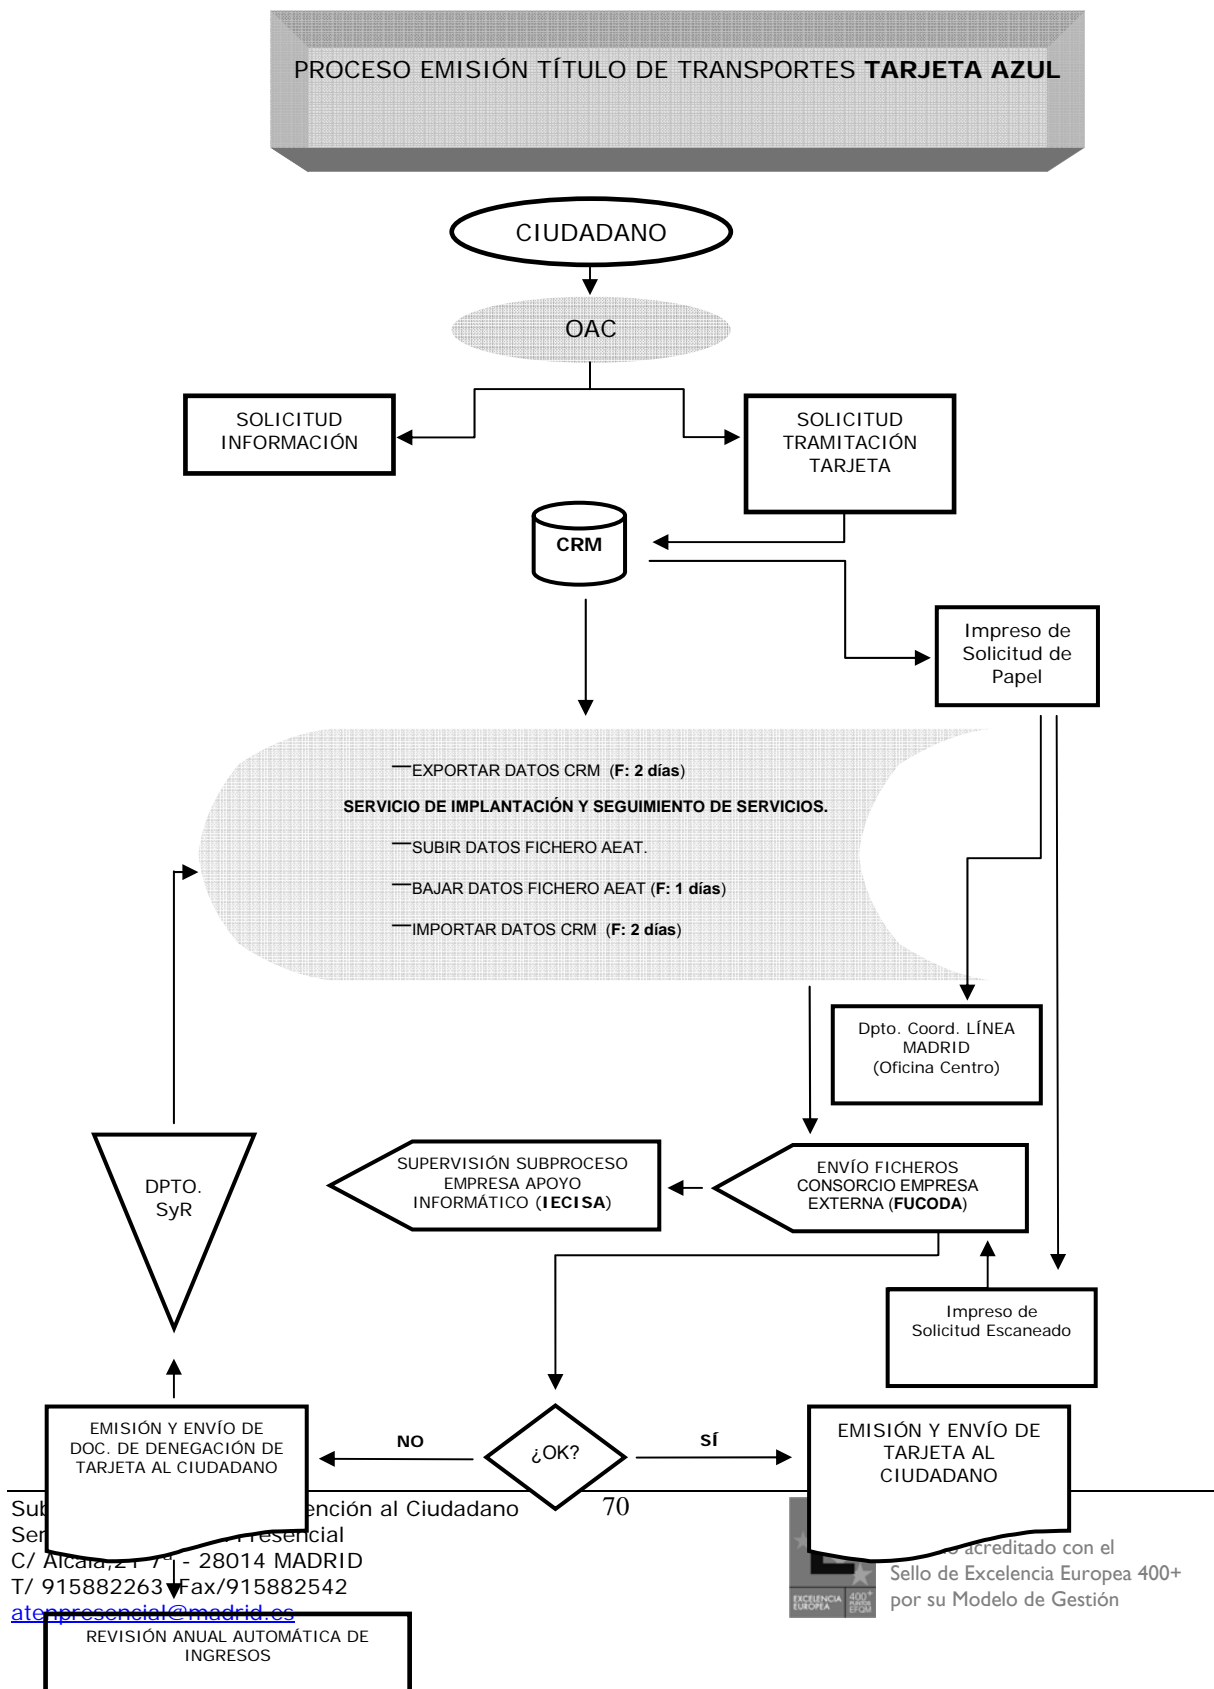 PROCESO EMISIÓN TÍTULO DE TRANSPORTES TARJETA AZUL
CIUDADANO
OAC
SOLICITUD
INFORMACIÓN
SOLICITUD
TRAMITACIÓN
TARJETA
CRM
Impreso de
Solicitud de
Papel
—EXPORTAR DATOS CRM (F: 2 días)
SERVICIO DE IMPLANTACIÓN Y SEGUIMIENTO DE SERVICIOS.
—SUBIR DATOS FICHERO AEAT.
—BAJAR DATOS FICHERO AEAT (F: 1 días)
—IMPORTAR DATOS CRM (F: 2 días)
Dpto. Coord. LÍNEA
MADRID
(Oficina Centro)
DPTO.
SyR
SUPERVISIÓN SUBPROCESO
EMPRESA APOYO
INFORMÁTICO (IECISA)
ENVÍO FICHEROS
CONSORCIO EMPRESA
EXTERNA (FUCODA)
Impreso de
Solicitud Escaneado
EMISIÓN Y ENVÍO DE
DOC. DE DENEGACIÓN DE
TARJETA AL CIUDADANO
NO
¿OK?
SÍ
EMISIÓN Y ENVÍO DE
TARJETA AL
CIUDADANO
al Ciudadano
70
C/ Alcalá,21 7ª - 28014 MADRID
T/ 915882263 Fax/915882542
atenpresencial@madrid.es
acreditado con el
Sello de Excelencia Europea 400+
por su Modelo de Gestión
EXCELENCIA
EUROPEA
400+
EFQM
REVISIÓN ANUAL AUTOMÁTICA DE
INGRESOS